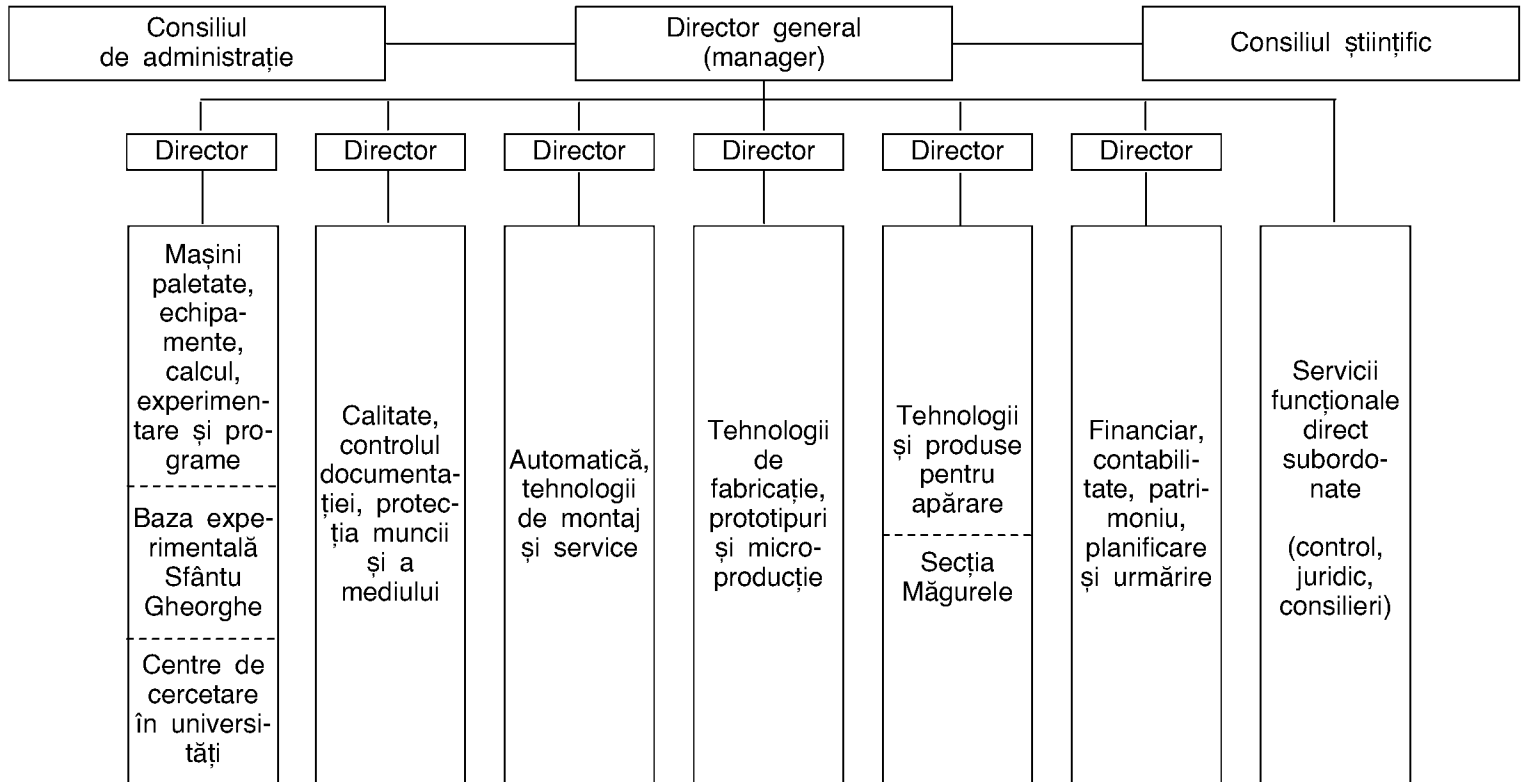 Consiliul
de administrație
Director general
(manager)
Consiliul științific
Director
Director
Director
Director
Director
Director
Mașini
paletate,
echipa-
mente,
calcul,
experimen-
tare și pro-
grame
Baza expe-
rimentală
Sfântu
Gheorghe
Centre de
cercetare
în universi-
tăți
Calitate,
controlul
documenta-
ției, protec-
ția muncii
și a
mediului
Automatică,
tehnologii
de montaj
și service
Tehnologii
de
fabricație,
prototipuri
și micro-
producție
Tehnologii
și produse
pentru
apărare
Secția
Măgurele
Financiar,
contabili-
tate, patri-
moniu,
planificare
și urmărire
Servicii
funcționale
direct
subordo-
nate
(control,
juridic,
consilieri)